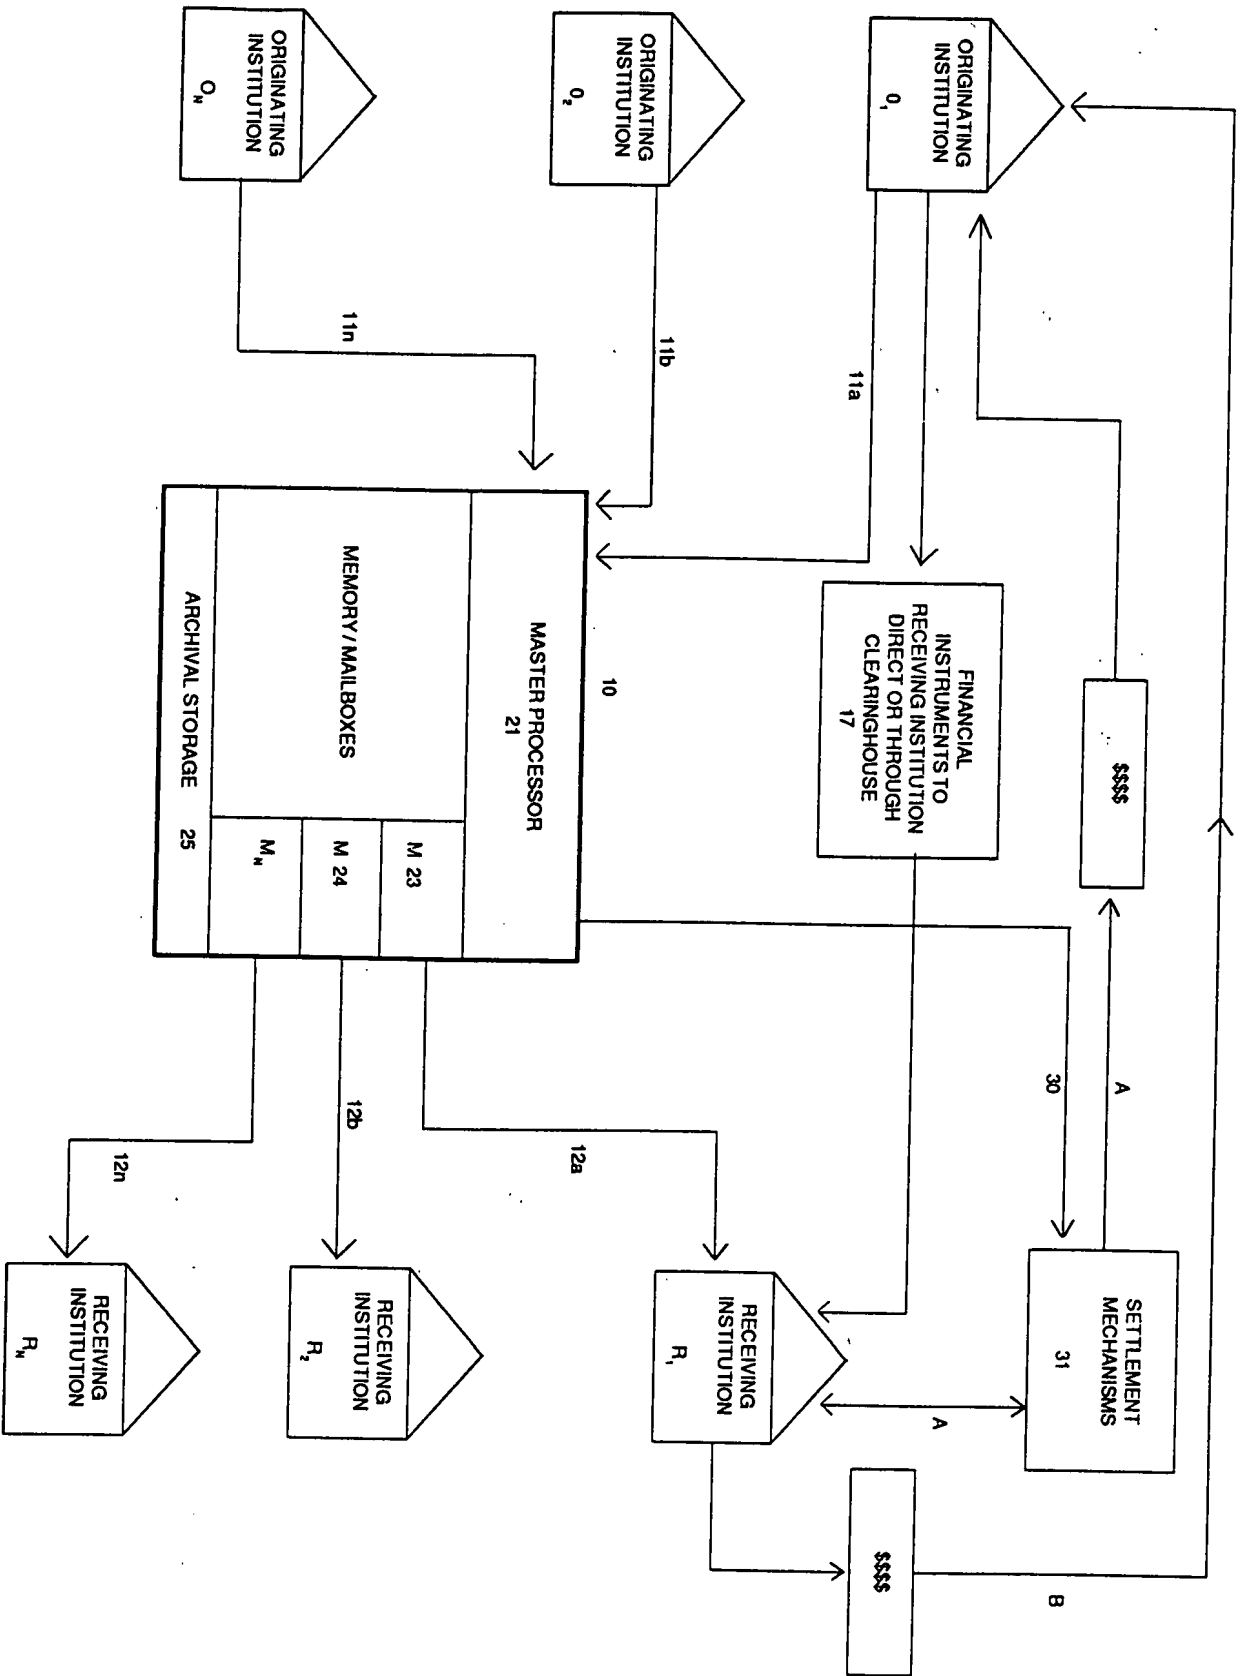 $$$$
A
SETTLEMENT
MECHANISMS
31
B
ORIGINATING
INSTITUTION
O₁
FINANCIAL
INSTRUMENTS TO
RECEIVING INSTITUTION
DIRECT OR THROUGH
CLEARINGHOUSE
17
30
A
$$$$
11a
RECEIVING
INSTITUTION
R₁
ORIGINATING
INSTITUTION
O₂
11b
10
12a
MASTER PROCESSOR
21
MEMORY/MAILBOXES
M 23
M 24
Mₙ
ARCHIVAL STORAGE 25
12b
RECEIVING
INSTITUTION
R₂
ORIGINATING
INSTITUTION
Oₙ
11n
12n
RECEIVING
INSTITUTION
Rₙ